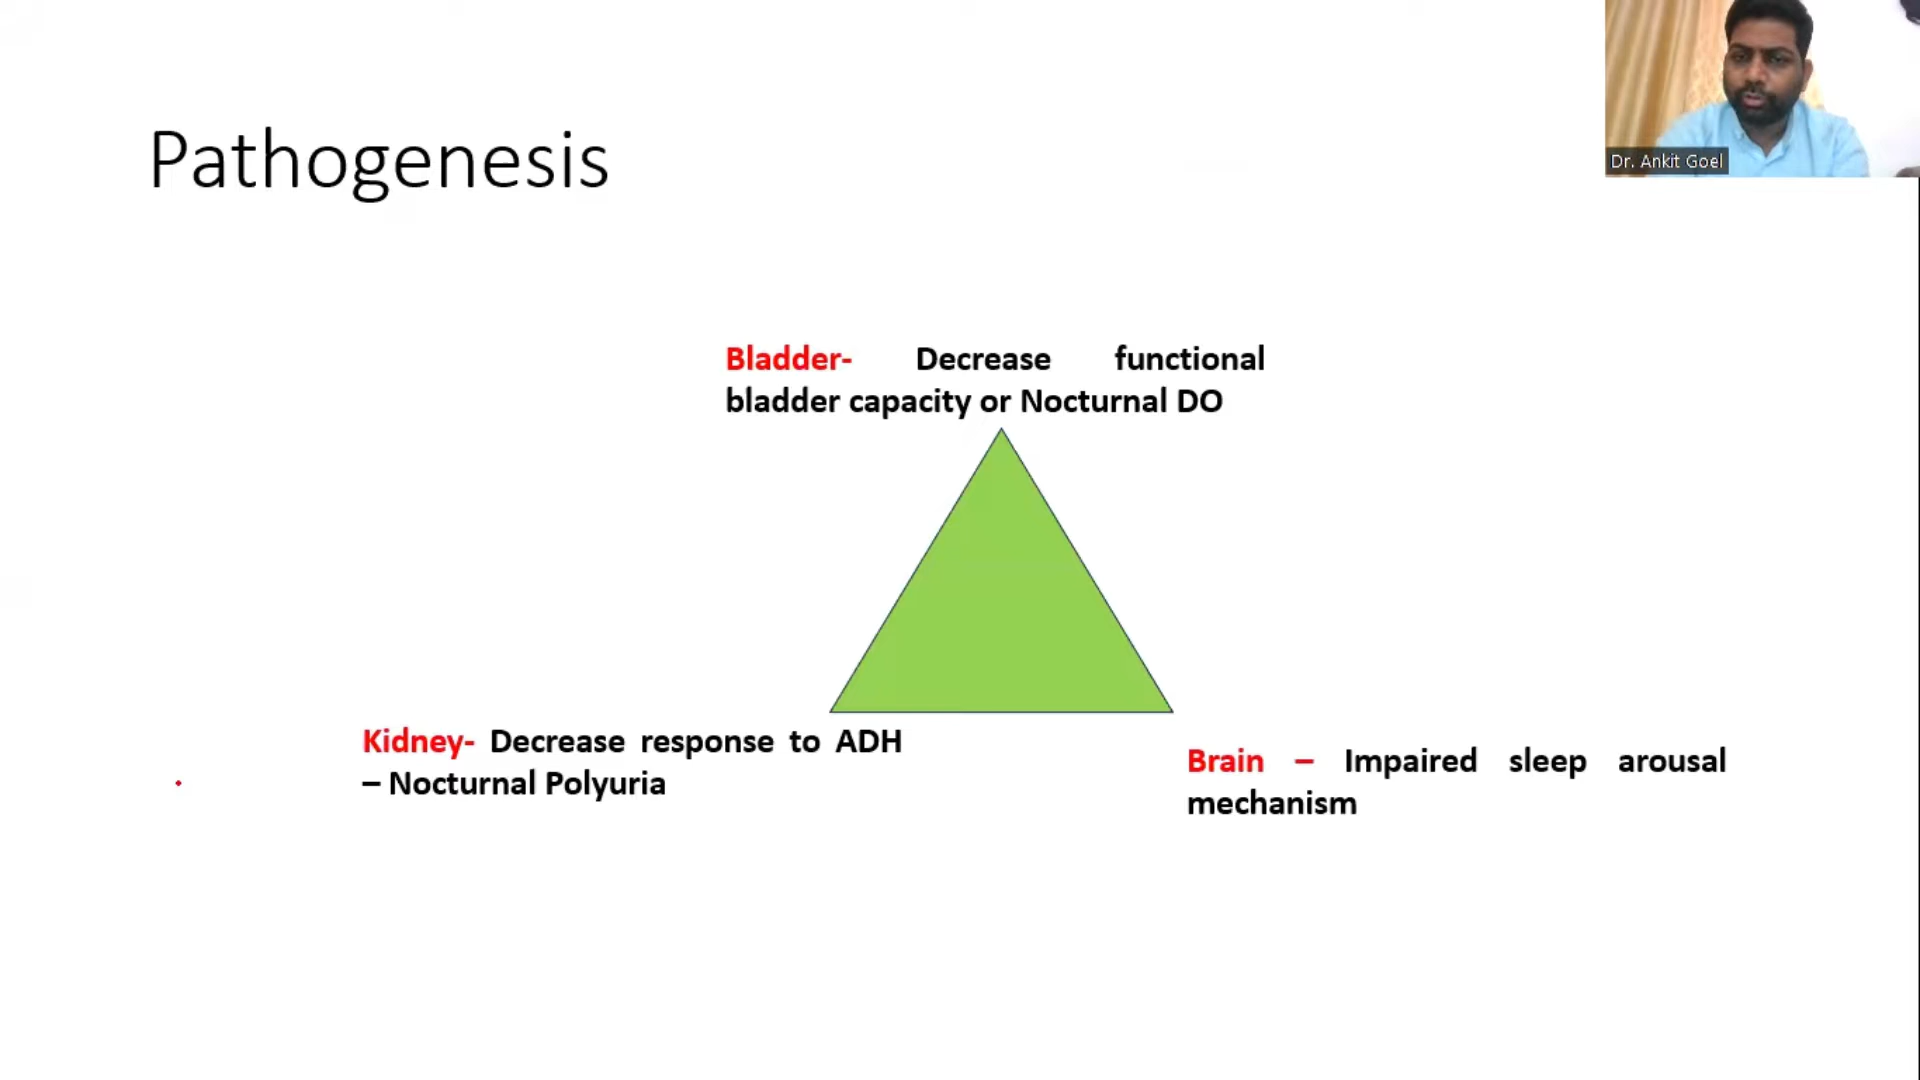 Dr. Ankit Goel
Pathogenesis
Bladder- Decrease functional
bladder capacity or Nocturnal DO
Kidney- Decrease response to ADH
– Nocturnal Polyuria
Brain – Impaired sleep arousal
mechanism